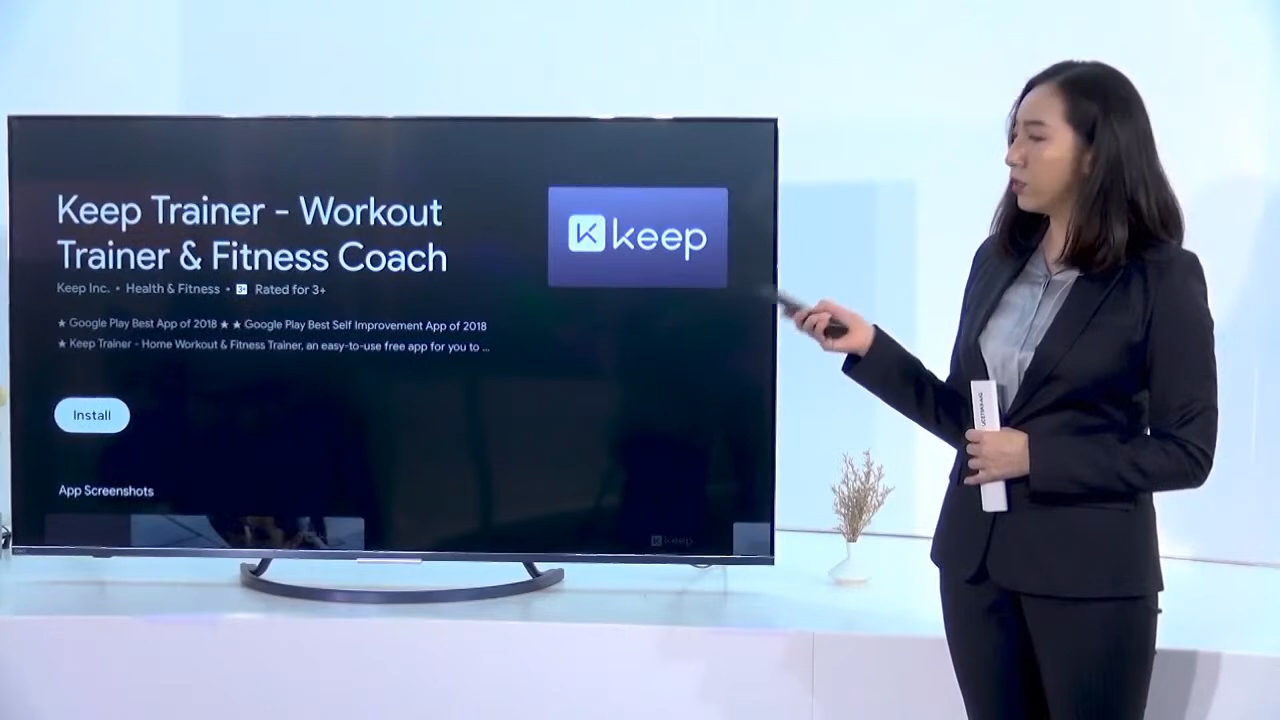 Keep Trainer - Workout
Trainer & Fitness Coach
keep
Keep Inc. • Health & Fitness • 3+ Rated for 3+
★ Google Play Best App of 2018 ★ ★ Google Play Best Self Improvement App of 2018
★ Keep Trainer - Home Workout & Fitness Trainer, an easy-to-use free app for you to ...
Install
App Screenshots
keep